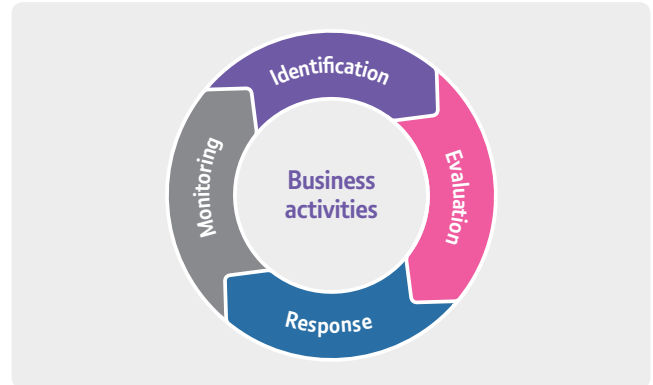 Identification
Evaluation
Response
Monitoring
Business
activities